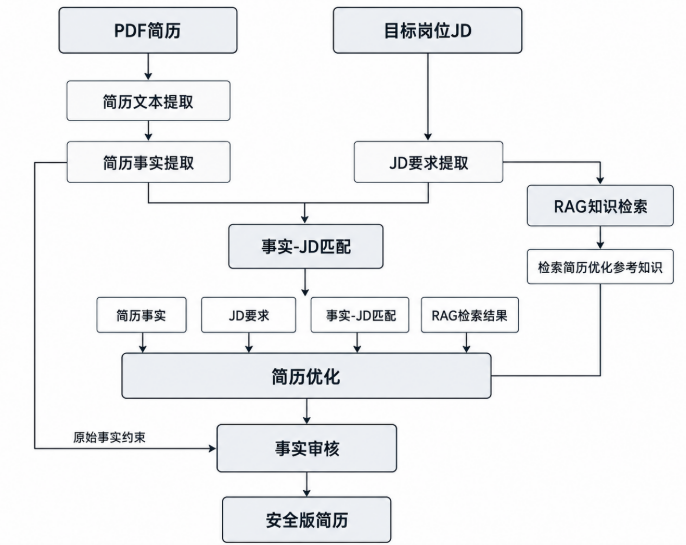 PDF简历
目标岗位JD
简历文本提取
简历事实提取
JD要求提取
RAG知识检索
事实-JD匹配
检索简历优化参考知识
简历事实
JD要求
事实-JD匹配
RAG检索结果
简历优化
原始事实约束
事实审核
安全版简历